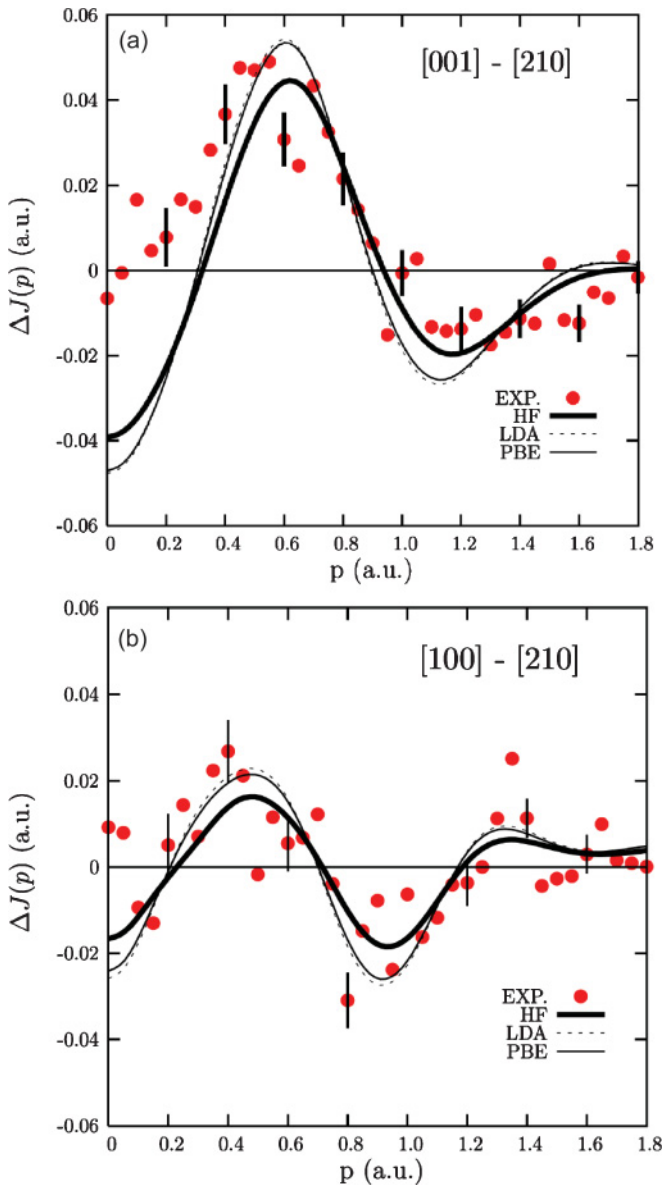 (a)
[001] - [210]
0.06
0.04
0.02
0
-0.02
-0.04
-0.06
ΔJ(p) (a.u.)
EXP.
HF
LDA
PBE
0 0.2 0.4 0.6 0.8 1.0 1.2 1.4 1.6 1.8
p (a.u.)
(b)
[100] - [210]
0.06
0.04
0.02
0
-0.02
-0.04
-0.06
ΔJ(p) (a.u.)
EXP.
HF
LDA
PBE
0.0 0.2 0.4 0.6 0.8 1.0 1.2 1.4 1.6 1.8
p (a.u.)